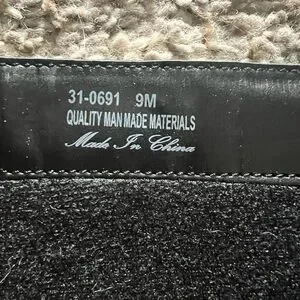 31-0691 9M
QUALITY MAN MADE MATERIALS
Made In China